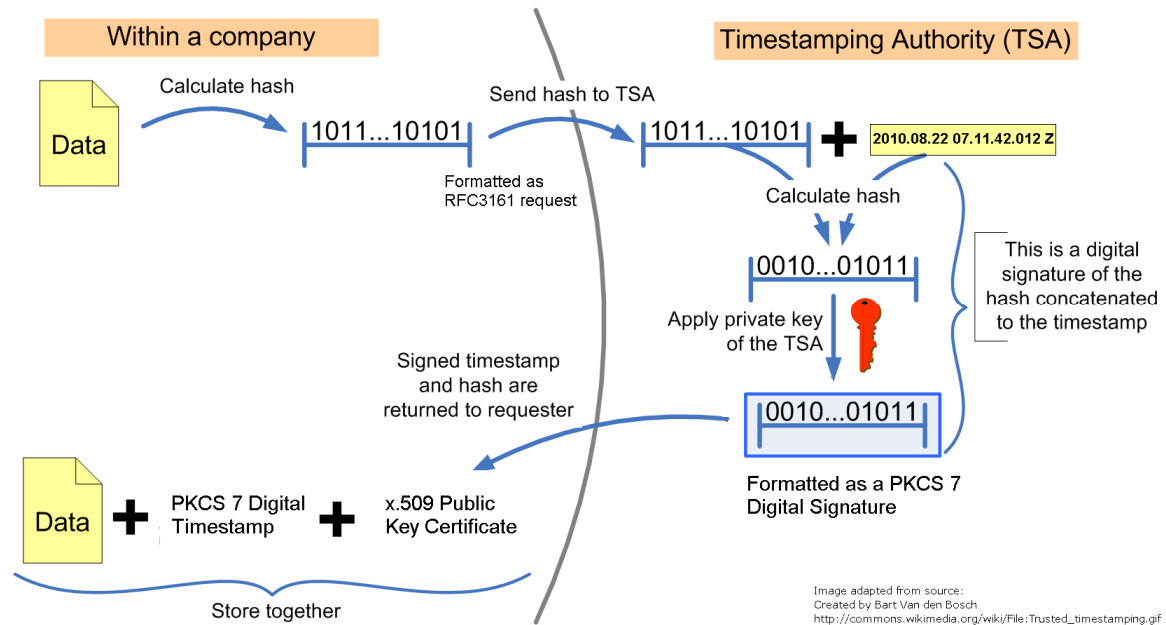 Within a company
Timestamping Authority (TSA)
Data
Calculate hash
1011...10101
Formatted as
RFC3161 request
Send hash to TSA
1011...10101
+
2010.08.22 07.11.42.012 Z
Calculate hash
0010...01011
This is a digital
signature of the
hash concatenated
to the timestamp
Apply private key
of the TSA
0010...01011
Formatted as a PKCS 7
Digital Signature
Signed timestamp
and hash are
returned to requester
Data
+
PKCS 7 Digital
Timestamp
+
x.509 Public
Key Certificate
Store together
Image adapted from source:
Created by Bart Van den Bosch
http://commons.wikimedia.org/wiki/File:Trusted_timestamping.gif